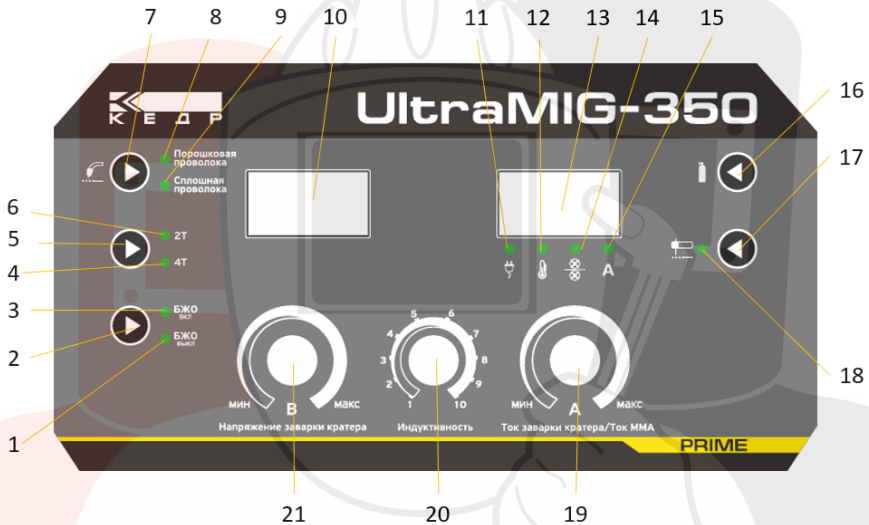 7
8
9
10
11
12
13
14
15
16
17
КЕДР
UltraMIG-350
Порошковая
проволока
Сплошная
проволока
6
5
4
3
2
1
2Т
4Т
БЖО
вкл
БЖО
выкл
A
18
5
6
4
7
3
8
2
9
1
10
мин
B
макс
мин
A
макс
Напряжение заварки кратера
Индуктивность
Ток заварки кратера/Ток ММА
PRIME
21
20
19